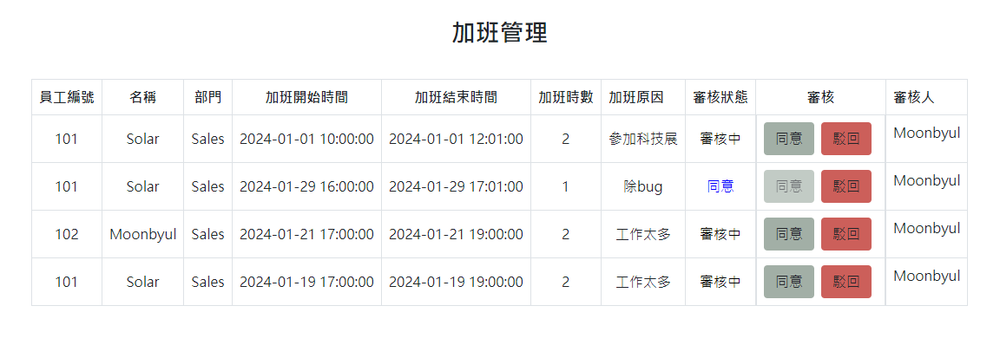 加班管理
員工編號 名稱 部門 加班開始時間 加班結束時間 加班時數 加班原因 審核狀態 審核 審核人
101 Solar Sales 2024-01-01 10:00:00 2024-01-01 12:01:00 2 參加科技展 審核中 同意 駁回 Moonbyul
101 Solar Sales 2024-01-29 16:00:00 2024-01-29 17:01:00 1 除bug 同意 同意 駁回 Moonbyul
102 Moonbyul Sales 2024-01-21 17:00:00 2024-01-21 19:00:00 2 工作太多 審核中 同意 駁回 Moonbyul
101 Solar Sales 2024-01-19 17:00:00 2024-01-19 19:00:00 2 工作太多 審核中 同意 駁回 Moonbyul